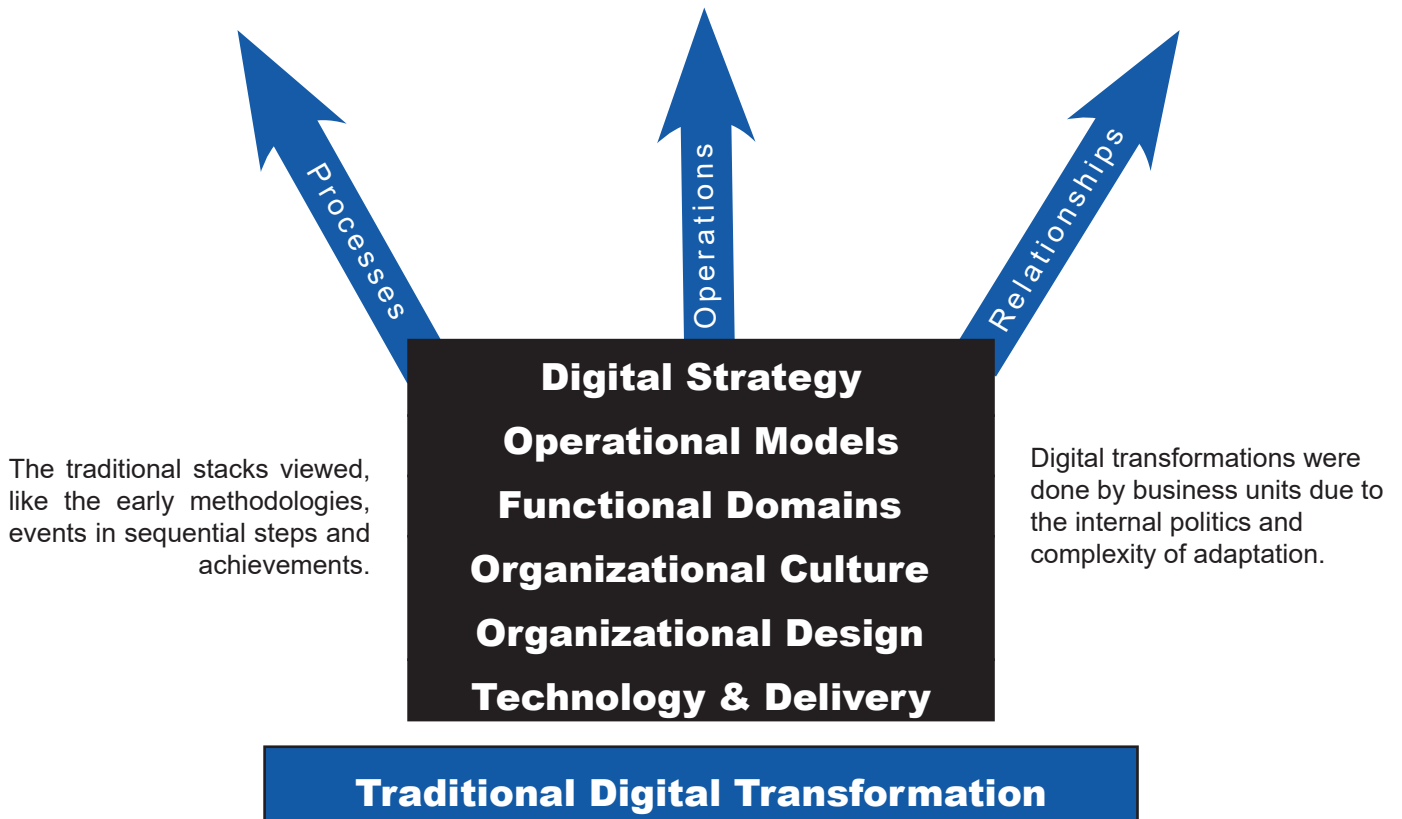 Processes
Operations
Relationships
Digital Strategy
Operational Models
Functional Domains
Organizational Culture
Organizational Design
Technology & Delivery
The traditional stacks viewed,
like the early methodologies,
events in sequential steps and
achievements.
Digital transformations were
done by business units due to
the internal politics and
complexity of adaptation.
Traditional Digital Transformation